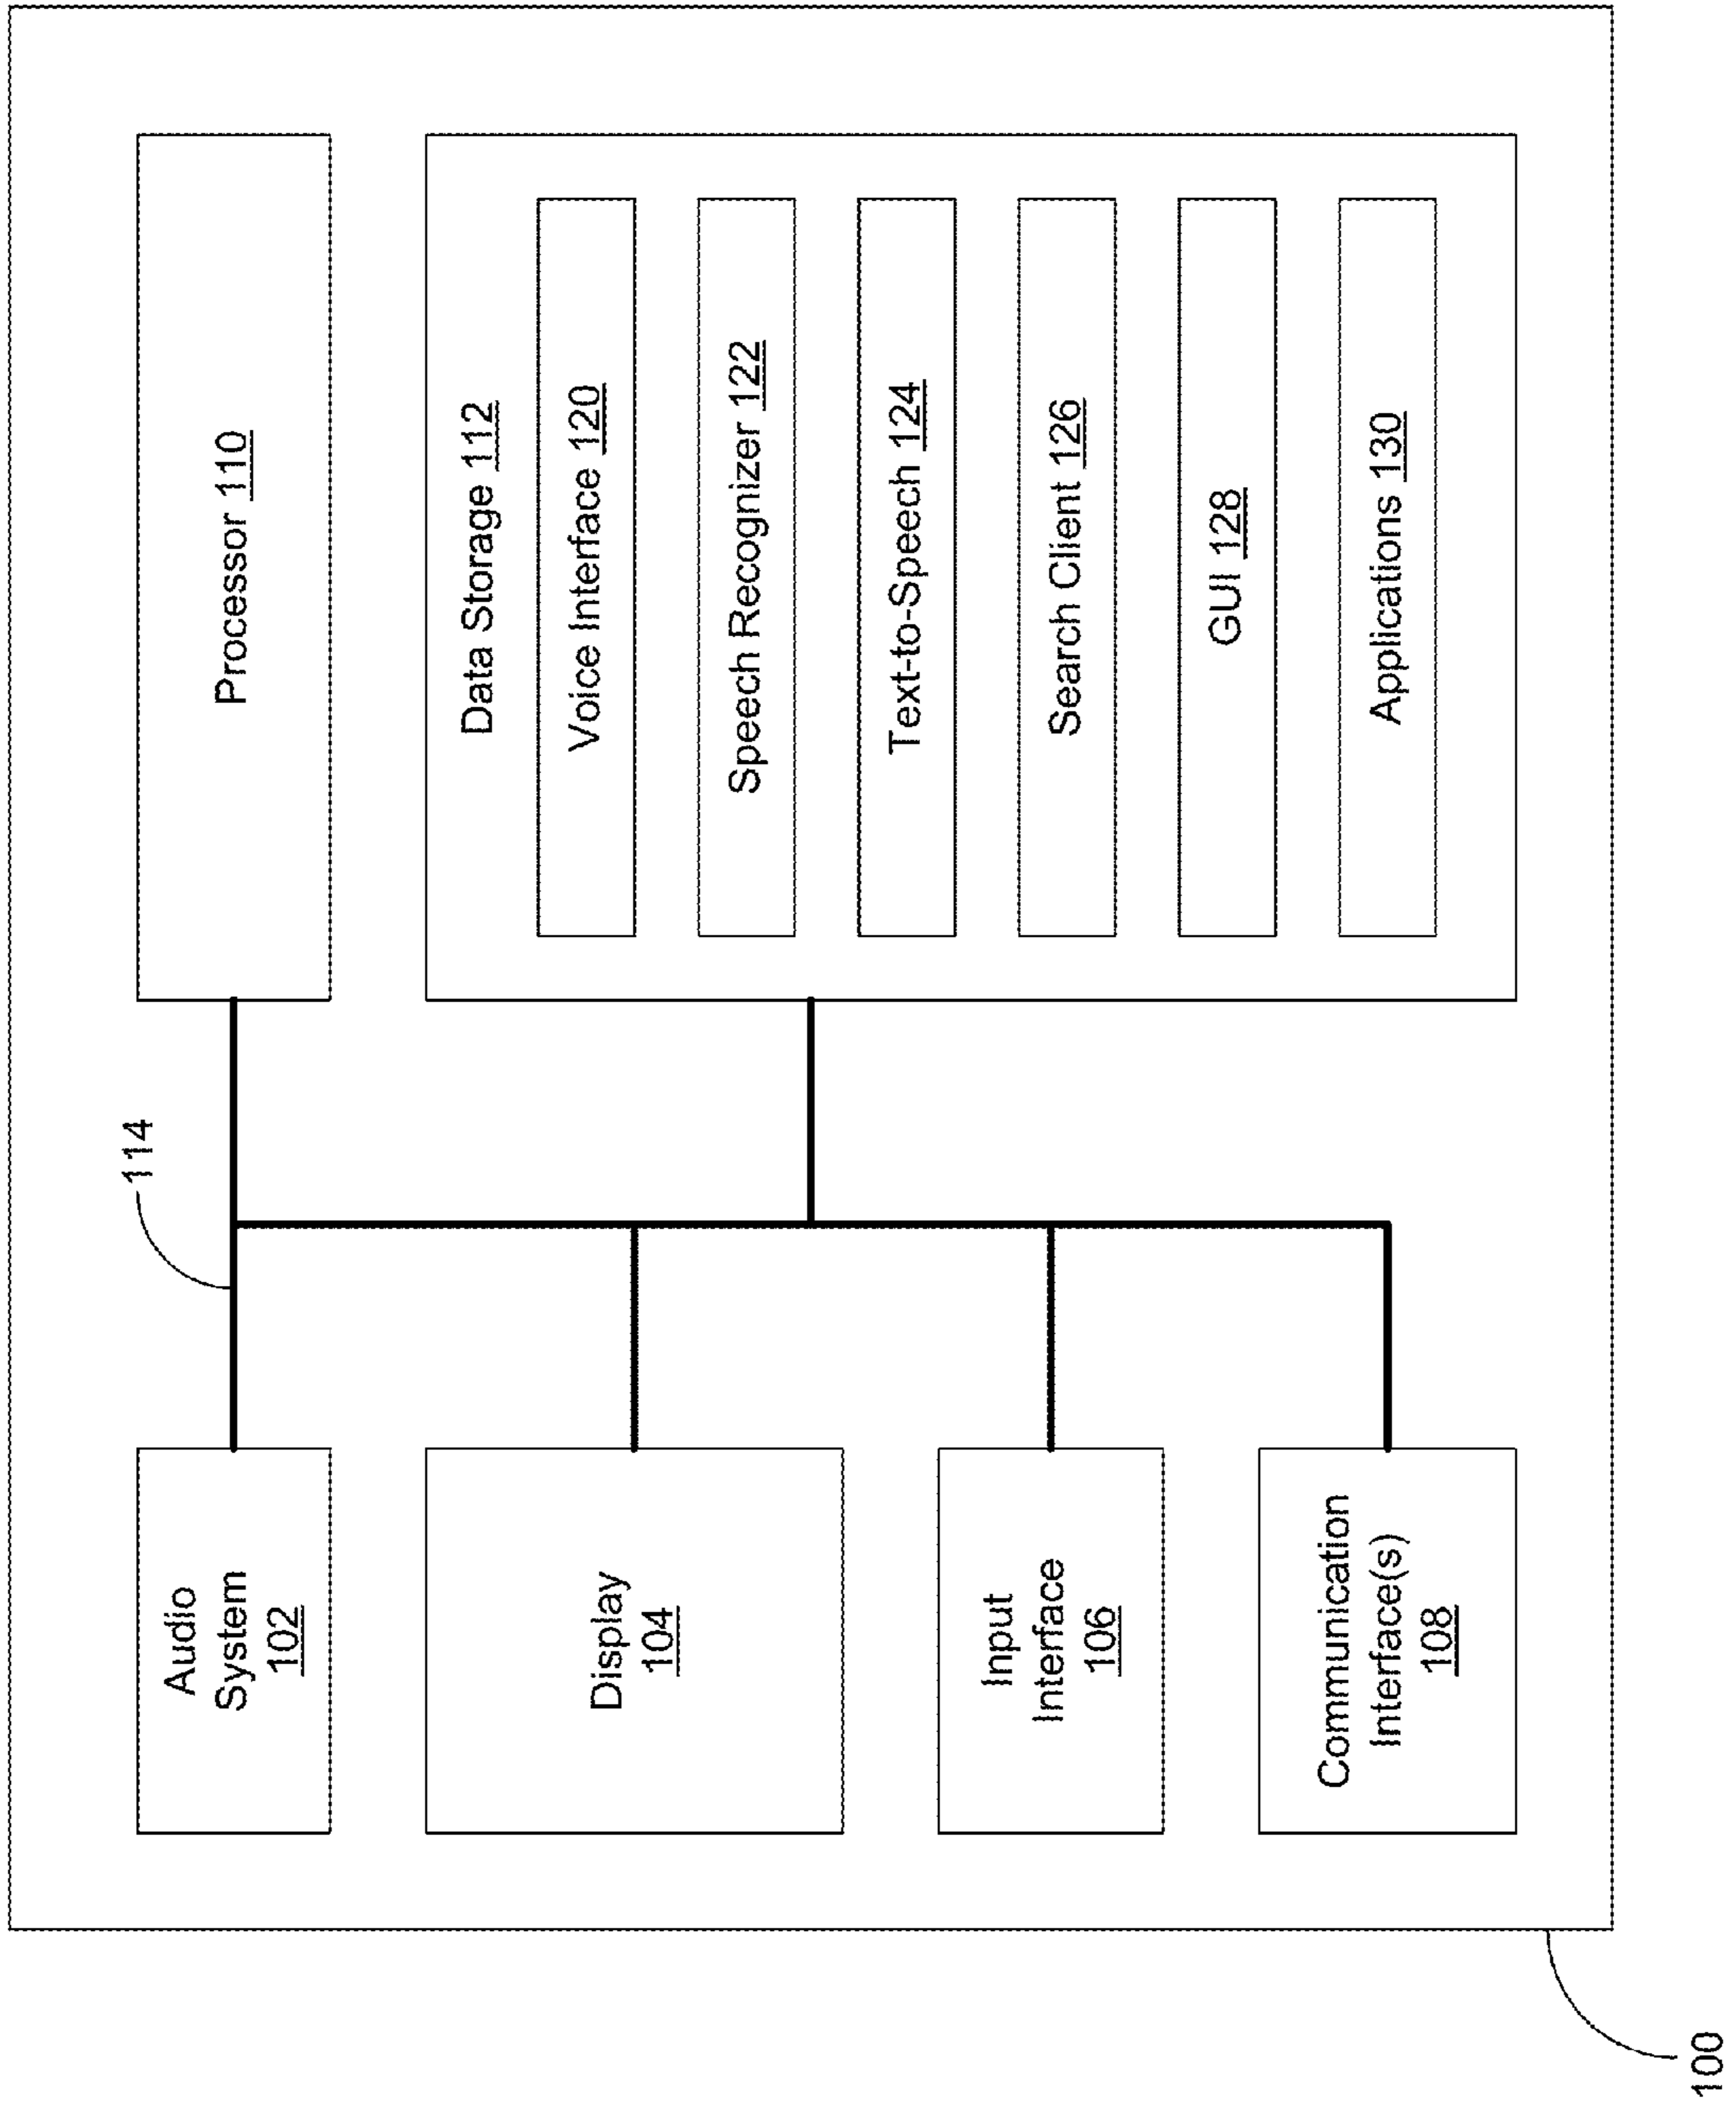 114
Audio
System
102
Display
104
Input
Interface
106
Communication
Interface(s)
108
Processor 110
Data Storage 112
Voice Interface 120
Speech Recognizer 122
Text-to-Speech 124
Search Client 126
GUI 128
Applications 130
100